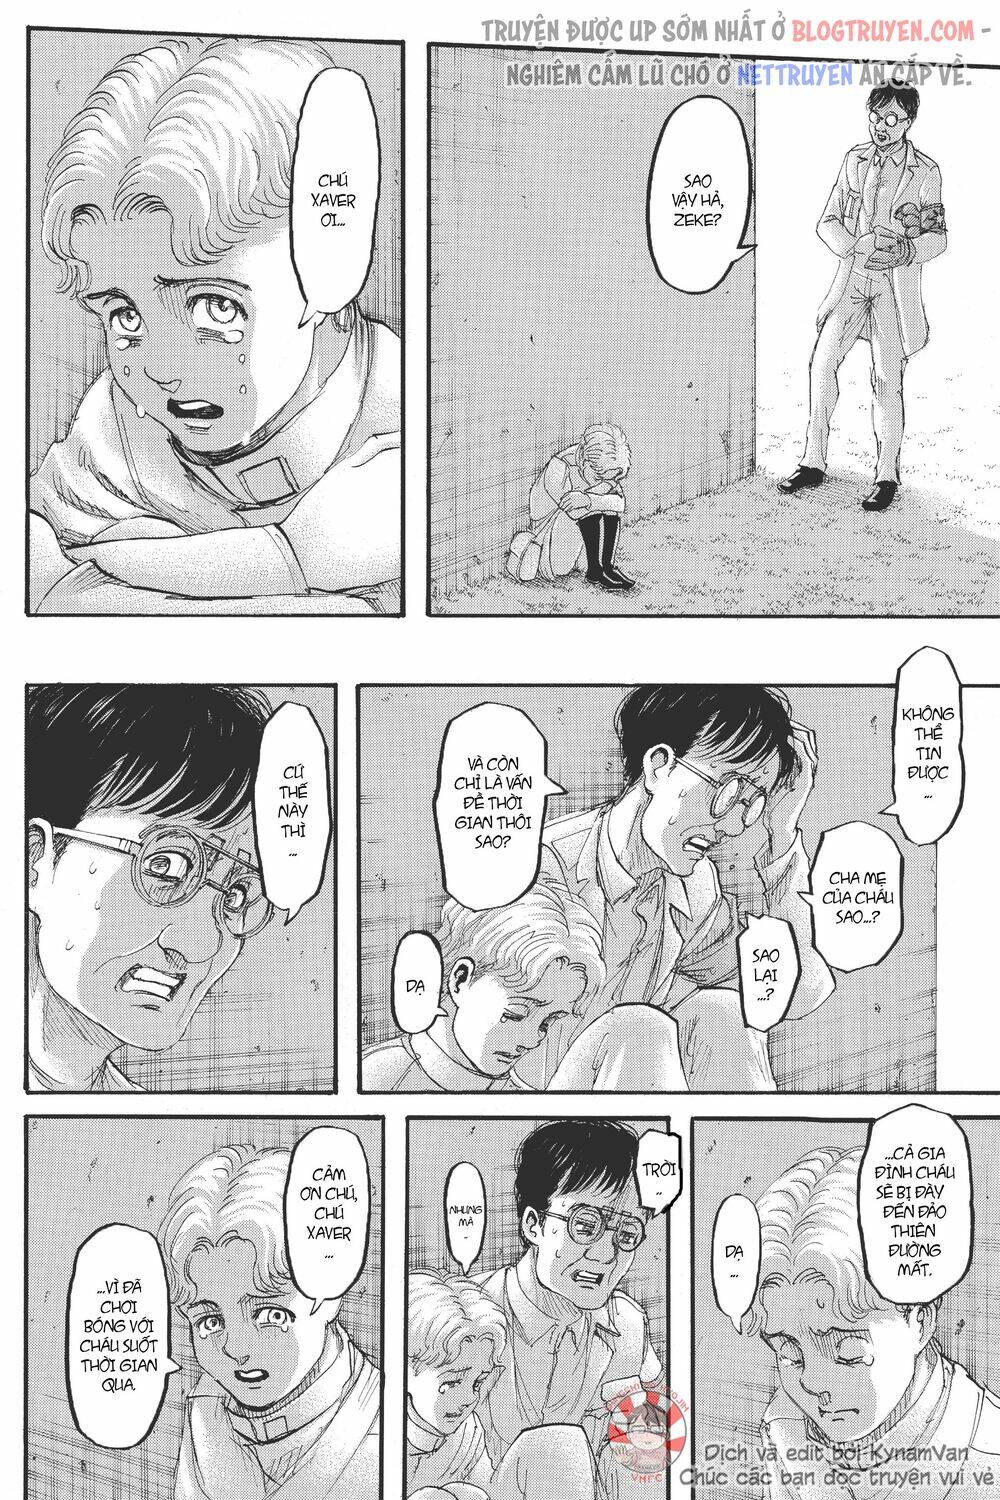 TRUYỆN ĐƯỢC UP SỚM NHẤT Ở BLOGTRUYEN.COM -
NGHIÊM CẤM LŨ CHÓ Ở NETTRUYEN ĂN CẮP VỀ.
SAO
VẬY HẢ,
ZEKE?
CHÚ
XAVER
ƠI...
KHÔNG
THỂ
TIN
ĐƯỢC
...
CHA MẸ
CỦA CHÁU
SAO...?
SAO
LẠI
...?
VÀ CÒN
CHỈ LÀ VẤN
ĐỀ THỜI
GIAN THÔI
SAO?
DẠ
CỨ
THẾ
NÀY THÌ
...
...CẢ GIA
ĐÌNH CHÁU
SẼ BỊ ĐÀY
ĐẾN ĐẢO
THIÊN
ĐƯỜNG
MẤT.
DẠ
...
TRỜI
..
NHƯNG
MÀ
..
CẢM
ƠN CHÚ,
CHÚ
XAVER
...
...VÌ ĐÃ
CHƠI
BÓNG VỚI
CHÁU SUỐT
THỜI GIAN
QUA.
VMFC
Dịch và edit bởi KynamVan
Chúc các bạn đọc truyện vui vẻ